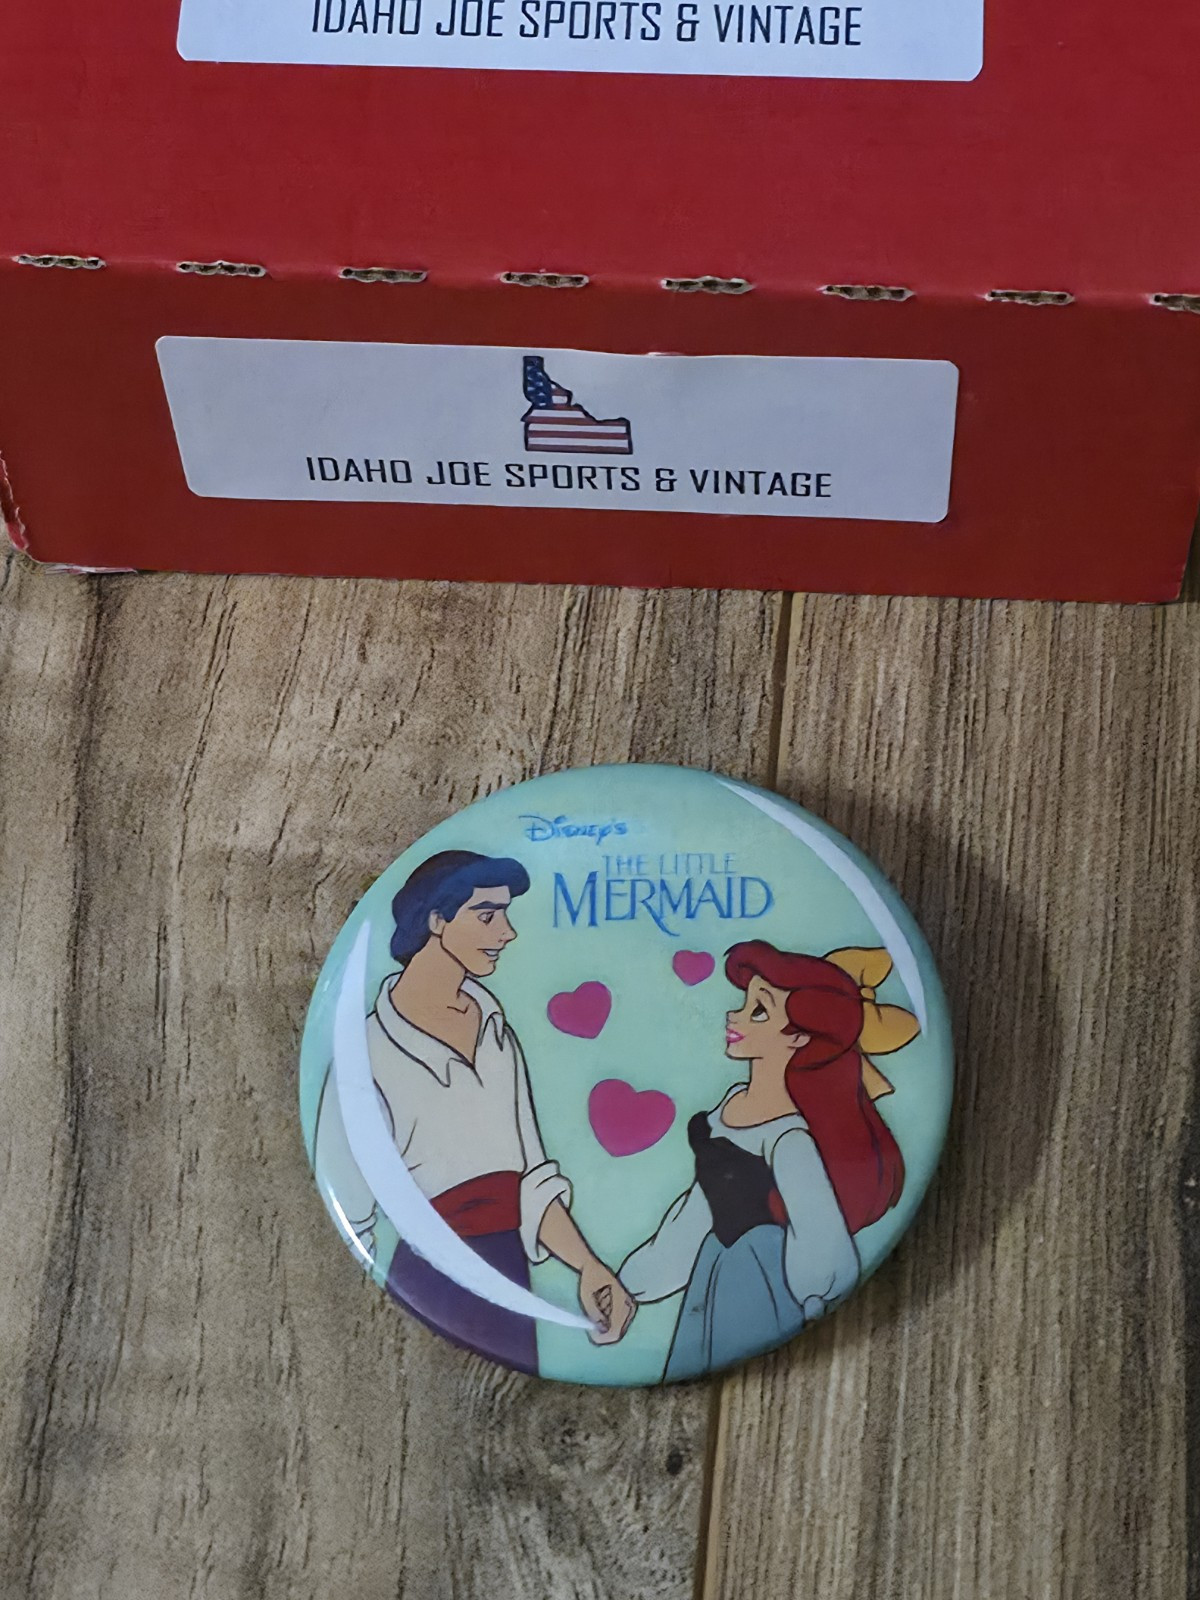 IDAHO JOE SPORTS & VINTAGE
IDAHO JOE SPORTS & VINTAGE
DISNEY'S
THE LITTLE
MERMAID